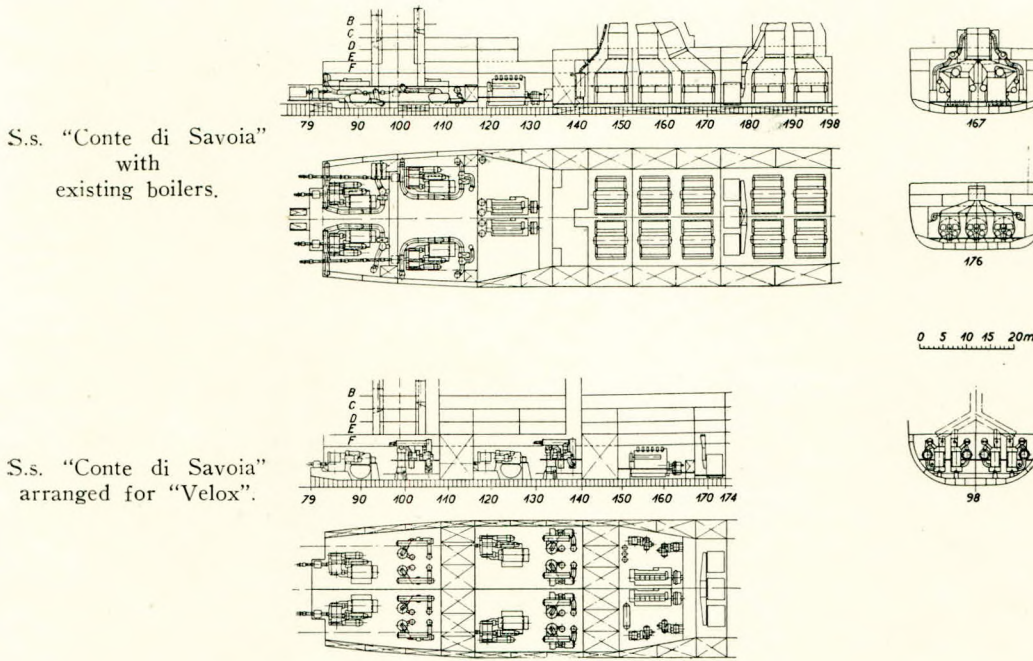 B
C
D
E
F
79 90 100 110 120 130 140 150 160 170 180 190 198
167
S.s. "Conte di Savoia"
with
existing boilers.
176
0 5 10 15 20m
B
C
D
E
F
79 90 100 110 120 130 140 150 160 170 174
98
S.s. "Conte di Savoia"
arranged for "Velox".